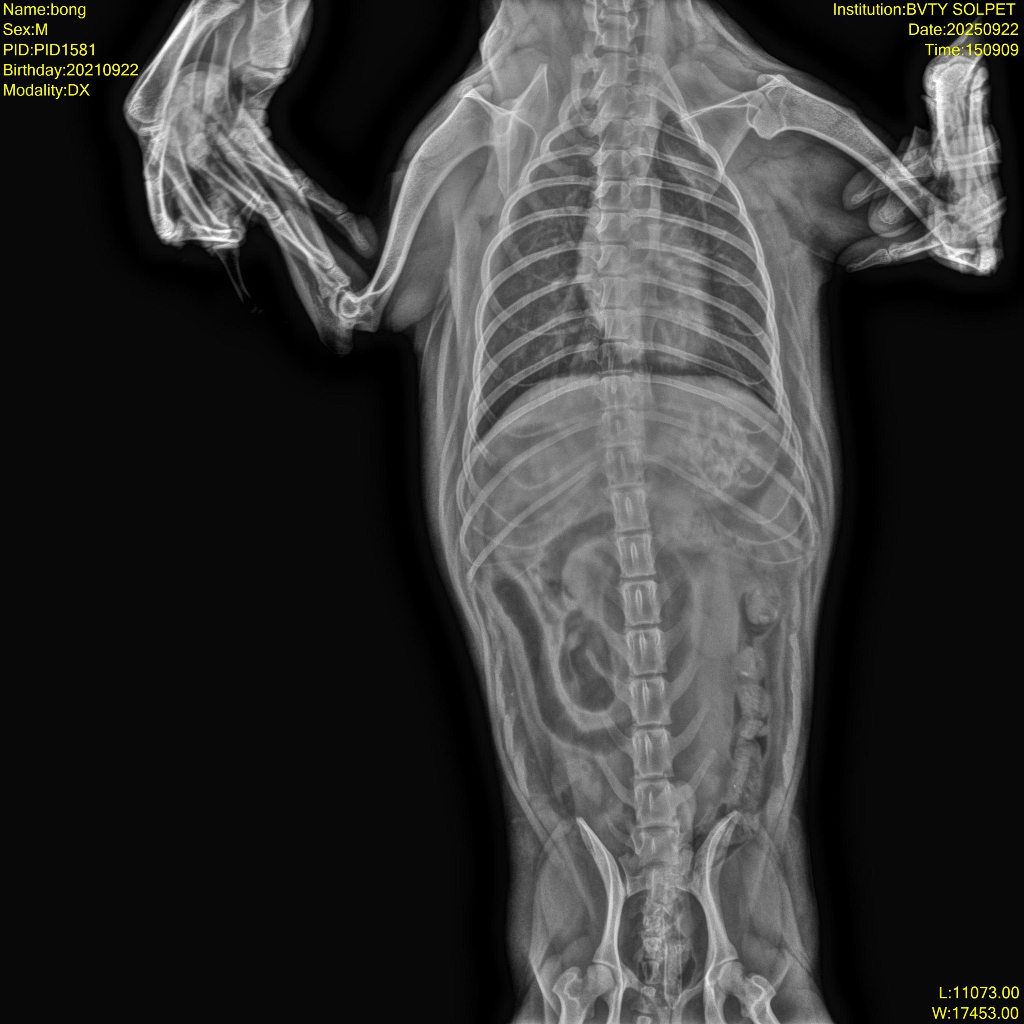 Name:bong
Sex:M
PID:PID1581
Birthday:20210922
Modality:DX
Institution:BVTY SOLPET
Date:20250922
Time:150909
L:11073.00
W:17453.00